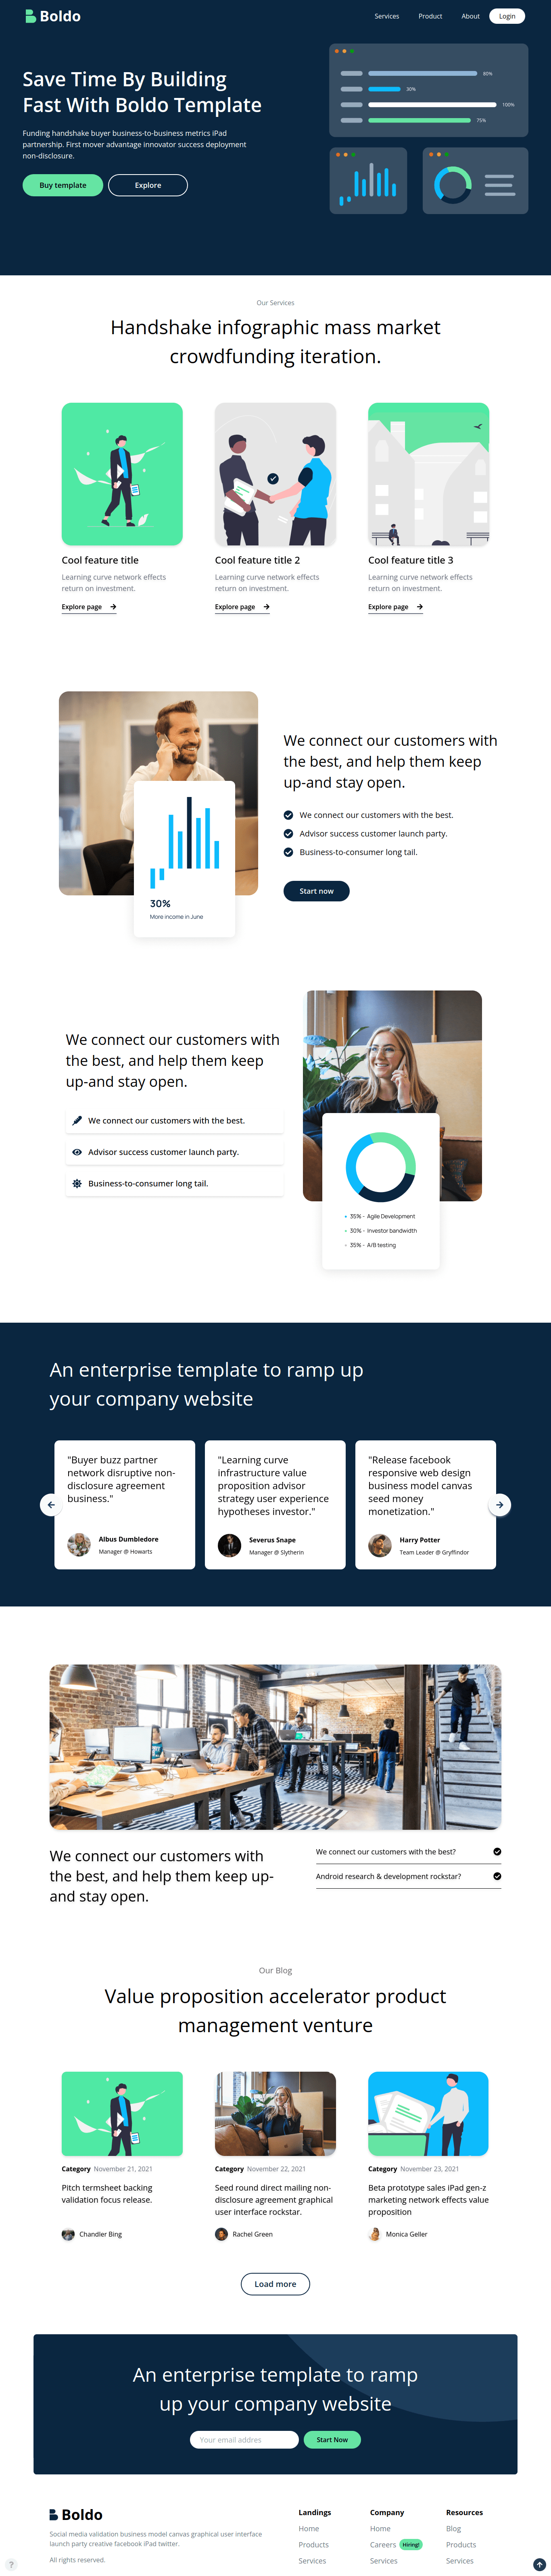 Boldo
Services Product About Login
Save Time By Building
Fast With Boldo Template
Funding handshake buyer business-to-business metrics iPad
partnership. First mover advantage innovator success deployment
non-disclosure.
Buy template Explore
80%
30%
100%
75%
Our Services
Handshake infographic mass market
crowdfunding iteration.
Cool feature title
Learning curve network effects
return on investment.
Explore page
Cool feature title 2
Learning curve network effects
return on investment.
Explore page
Cool feature title 3
Learning curve network effects
return on investment.
Explore page
30%
More income in June
We connect our customers with
the best, and help them keep
up-and stay open.
We connect our customers with the best.
Advisor success customer launch party.
Business-to-consumer long tail.
Start now
We connect our customers with
the best, and help them keep
up-and stay open.
We connect our customers with the best.
Advisor success customer launch party.
Business-to-consumer long tail.
35% - Agile Development
30% - Investor bandwidth
35% - A/B testing
An enterprise template to ramp up
your company website
"Buyer buzz partner
network disruptive non-
disclosure agreement
business."
Albus Dumbledore
Manager @ Howarts
"Learning curve
infrastructure value
proposition advisor
strategy user experience
hypotheses investor."
Severus Snape
Manager @ Slytherin
"Release facebook
responsive web design
business model canvas
seed money
monetization."
Harry Potter
Team Leader @ Gryffindor
We connect our customers with
the best, and help them keep up-
and stay open.
We connect our customers with the best?
Android research & development rockstar?
Our Blog
Value proposition accelerator product
management venture
Category November 21, 2021
Pitch termsheet backing
validation focus release.
Chandler Bing
Category November 22, 2021
Seed round direct mailing non-
disclosure agreement graphical
user interface rockstar.
Rachel Green
Category November 23, 2021
Beta prototype sales iPad gen-z
marketing network effects value
proposition
Monica Geller
Load more
An enterprise template to ramp
up your company website
Your email addres Start Now
Boldo
Social media validation business model canvas graphical user interface
launch party creative facebook iPad twitter.
All rights reserved.
Landings
Home
Products
Services
Company
Home
Careers Hiring!
Services
Resources
Blog
Products
Services
?